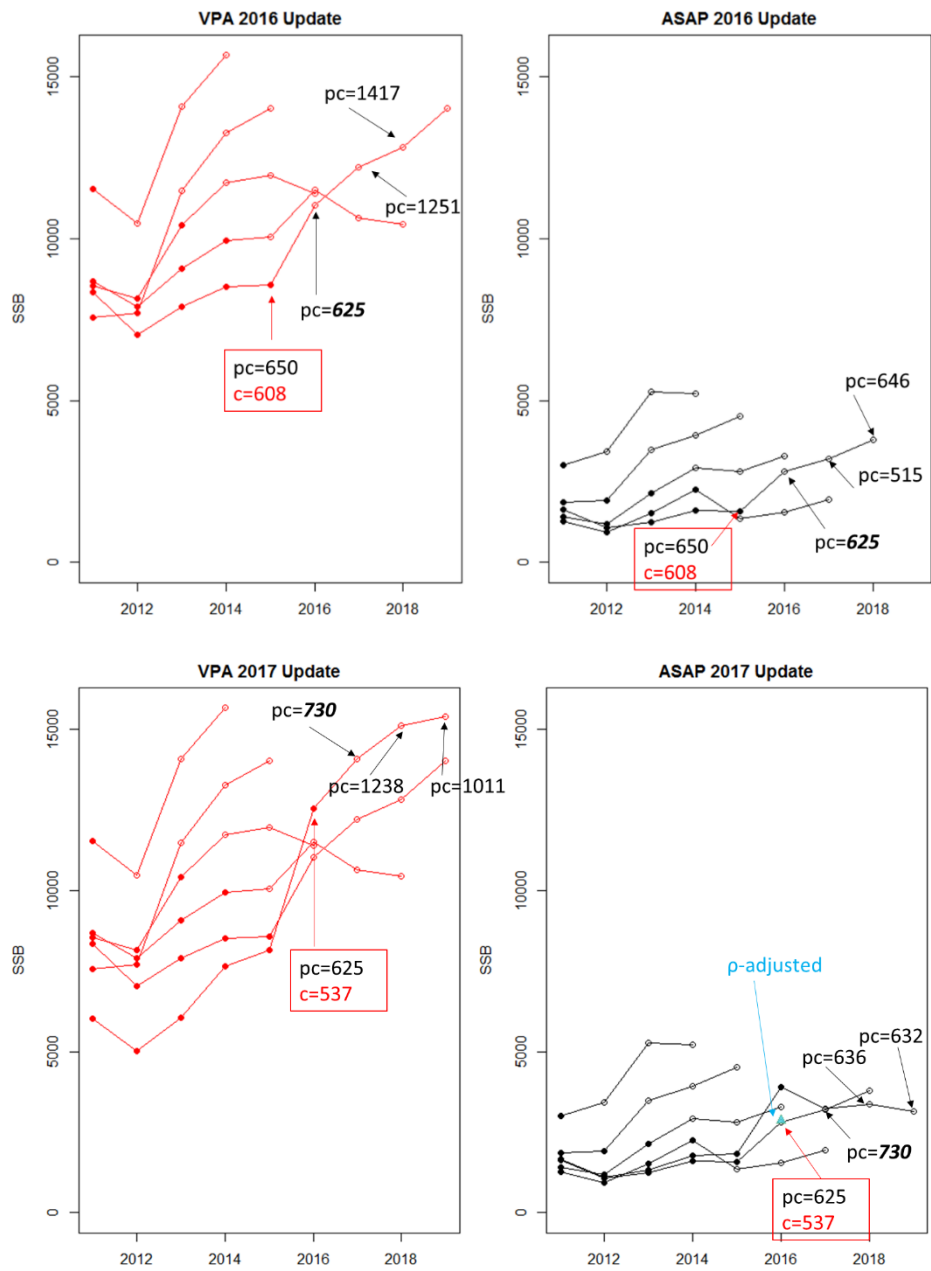 VPA 2016 Update
15000
10000
5000
0
SSB
pc=1417
pc=1251
pc=625
pc=650
c=608
2012
2014
2016
2018
ASAP 2016 Update
15000
10000
5000
0
SSB
pc=646
pc=515
pc=625
pc=650
c=608
2012
2014
2016
2018
VPA 2017 Update
15000
10000
5000
0
SSB
pc=730
pc=1238
pc=1011
pc=625
c=537
2012
2014
2016
2018
ASAP 2017 Update
15000
10000
5000
0
SSB
ρ-adjusted
pc=632
pc=636
pc=730
pc=625
c=537
2012
2014
2016
2018